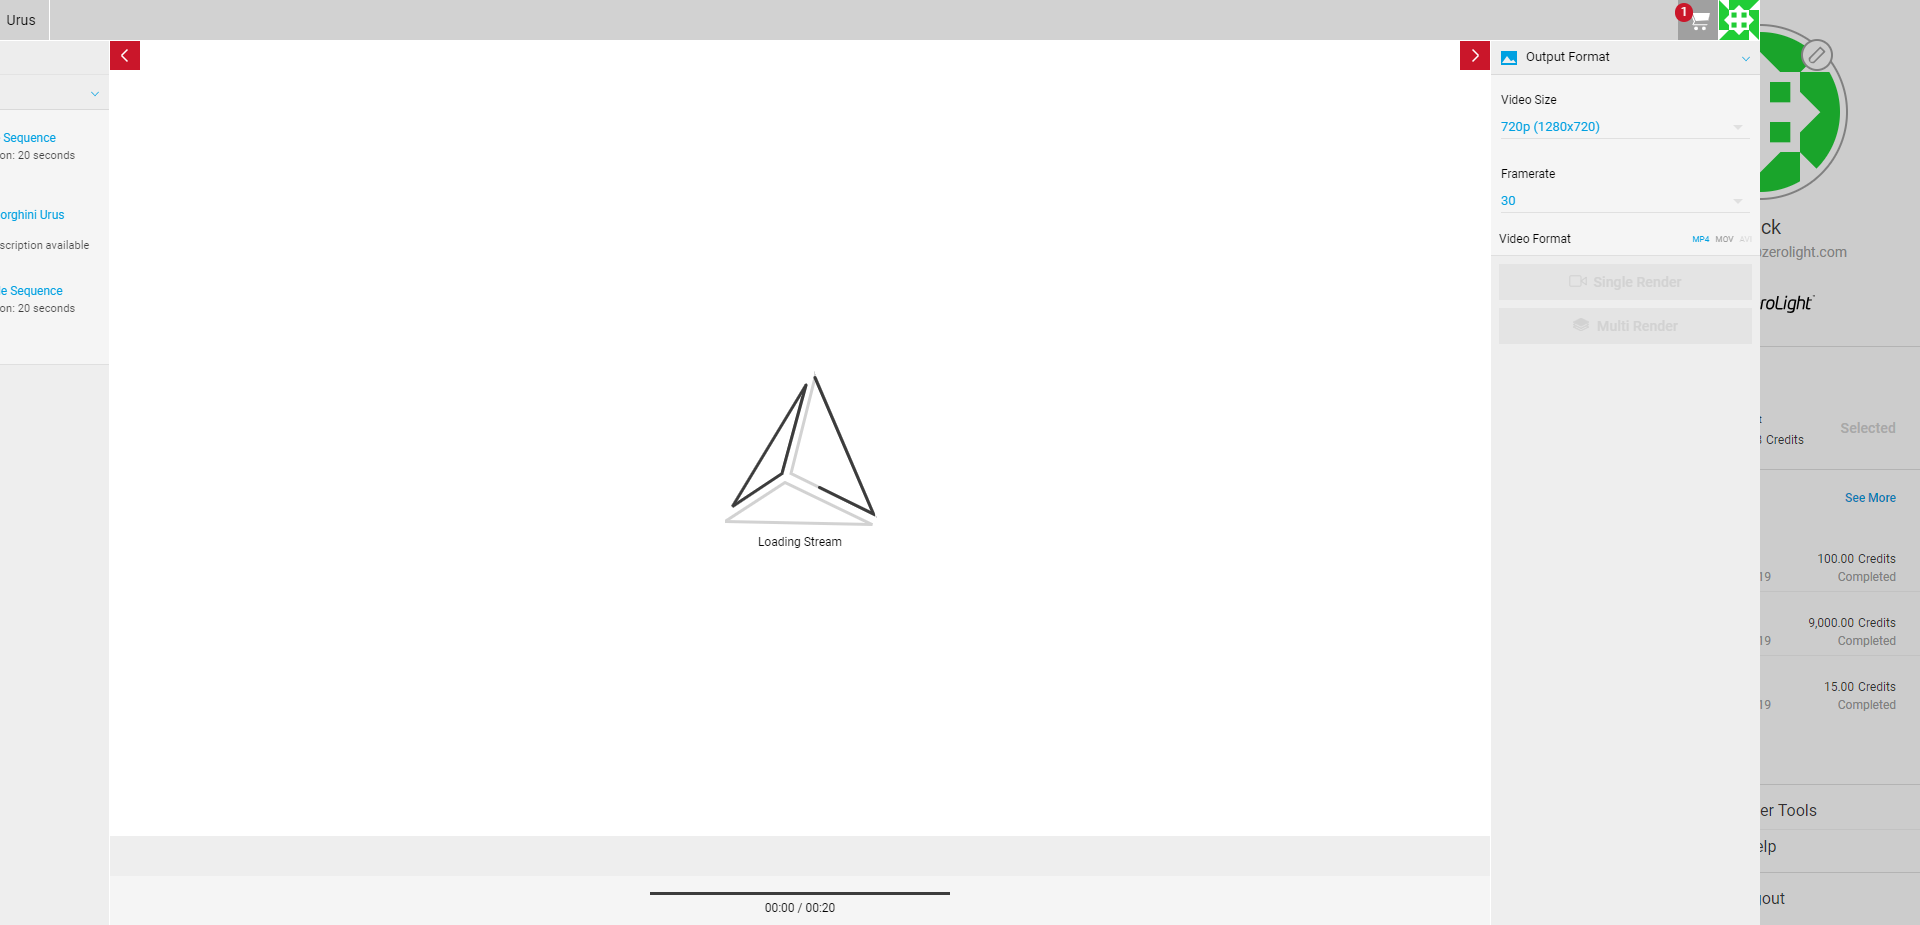 Urus
1
Sequence
on: 20 seconds
orghini Urus
scription available
e Sequence
on: 20 seconds
Loading Stream
00:00 / 00:20
Output Format
Video Size
720p (1280x720)
Framerate
30
Video Format
MP4 MOV AVI
Single Render
Multi Render
ck
zerolight.com
roLight
Credits
Selected
See More
100.00 Credits
19
Completed
9,000.00 Credits
19
Completed
15.00 Credits
19
Completed
er Tools
elp
out